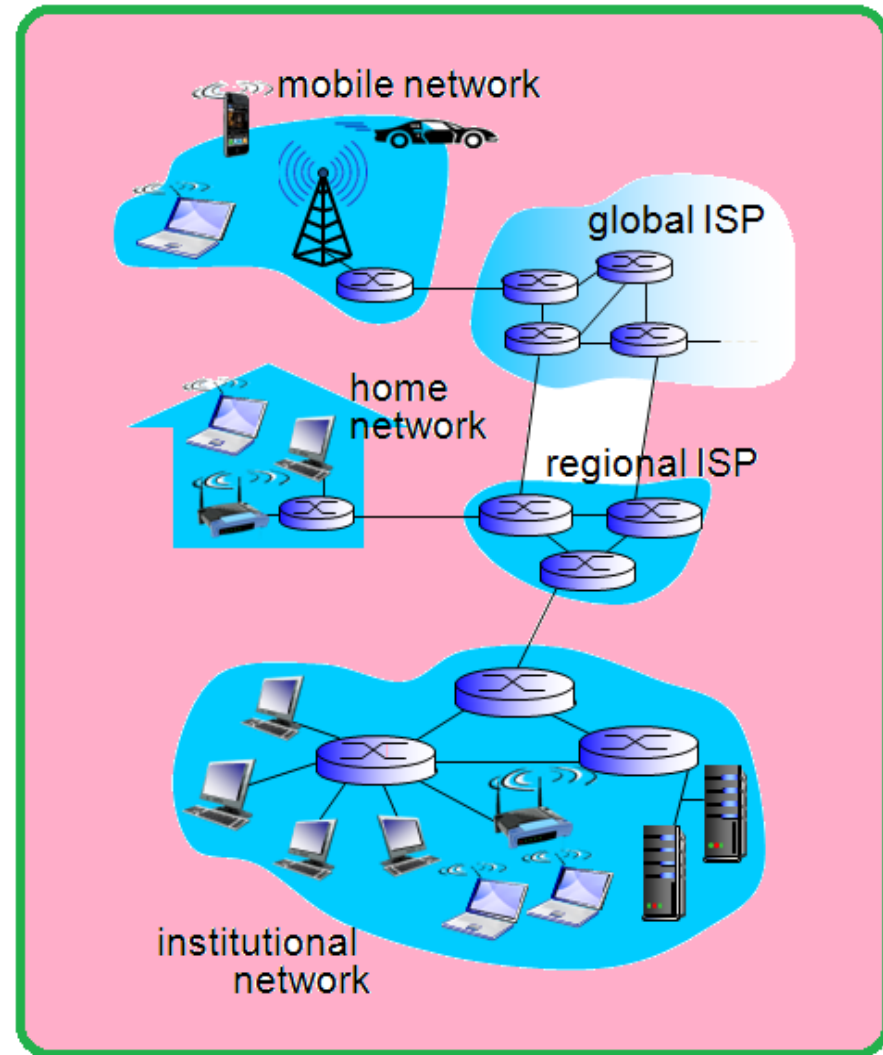 mobile network
global ISP
home
network
regional ISP
institutional
network